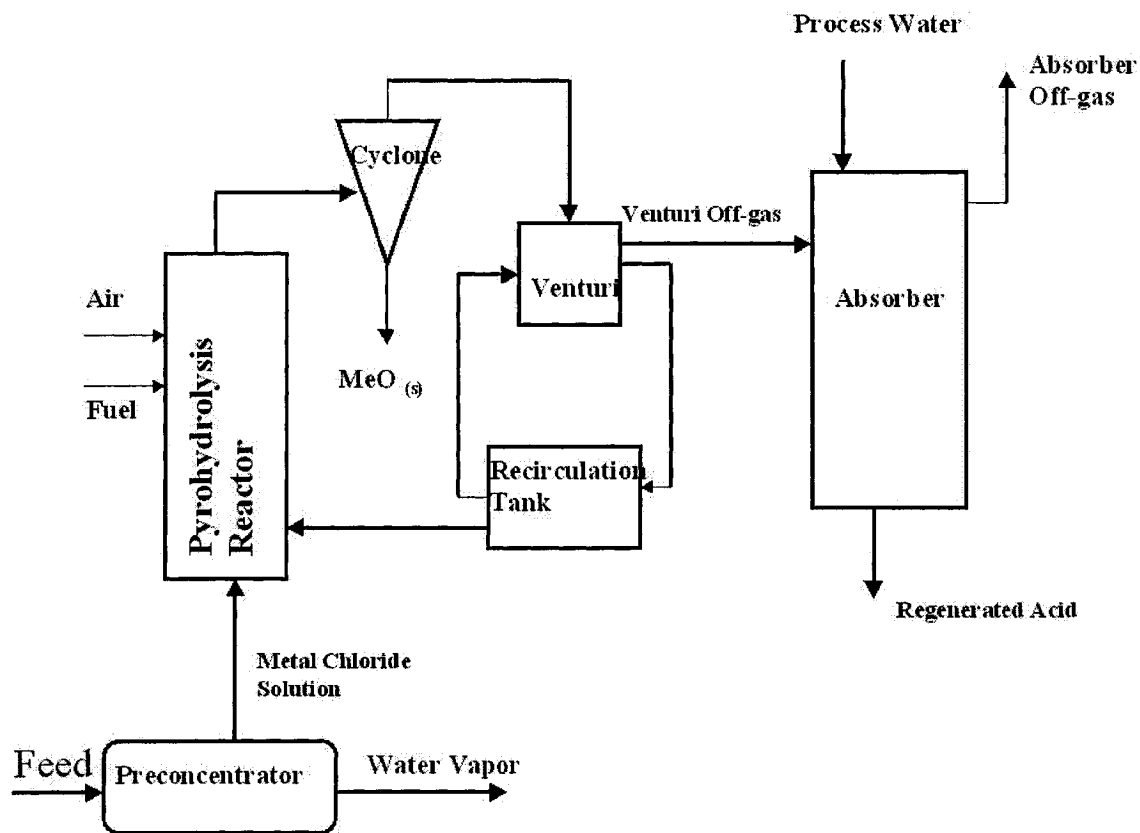 Process Water
Absorber
Off-gas
Cyclone
Venturi Off-gas
Venturi
Absorber
Air
Fuel
MeO (s)
Pyrohydrolysis
Reactor
Recirculation
Tank
Regenerated Acid
Metal Chloride
Solution
Feed
Preconcentrator
Water Vapor